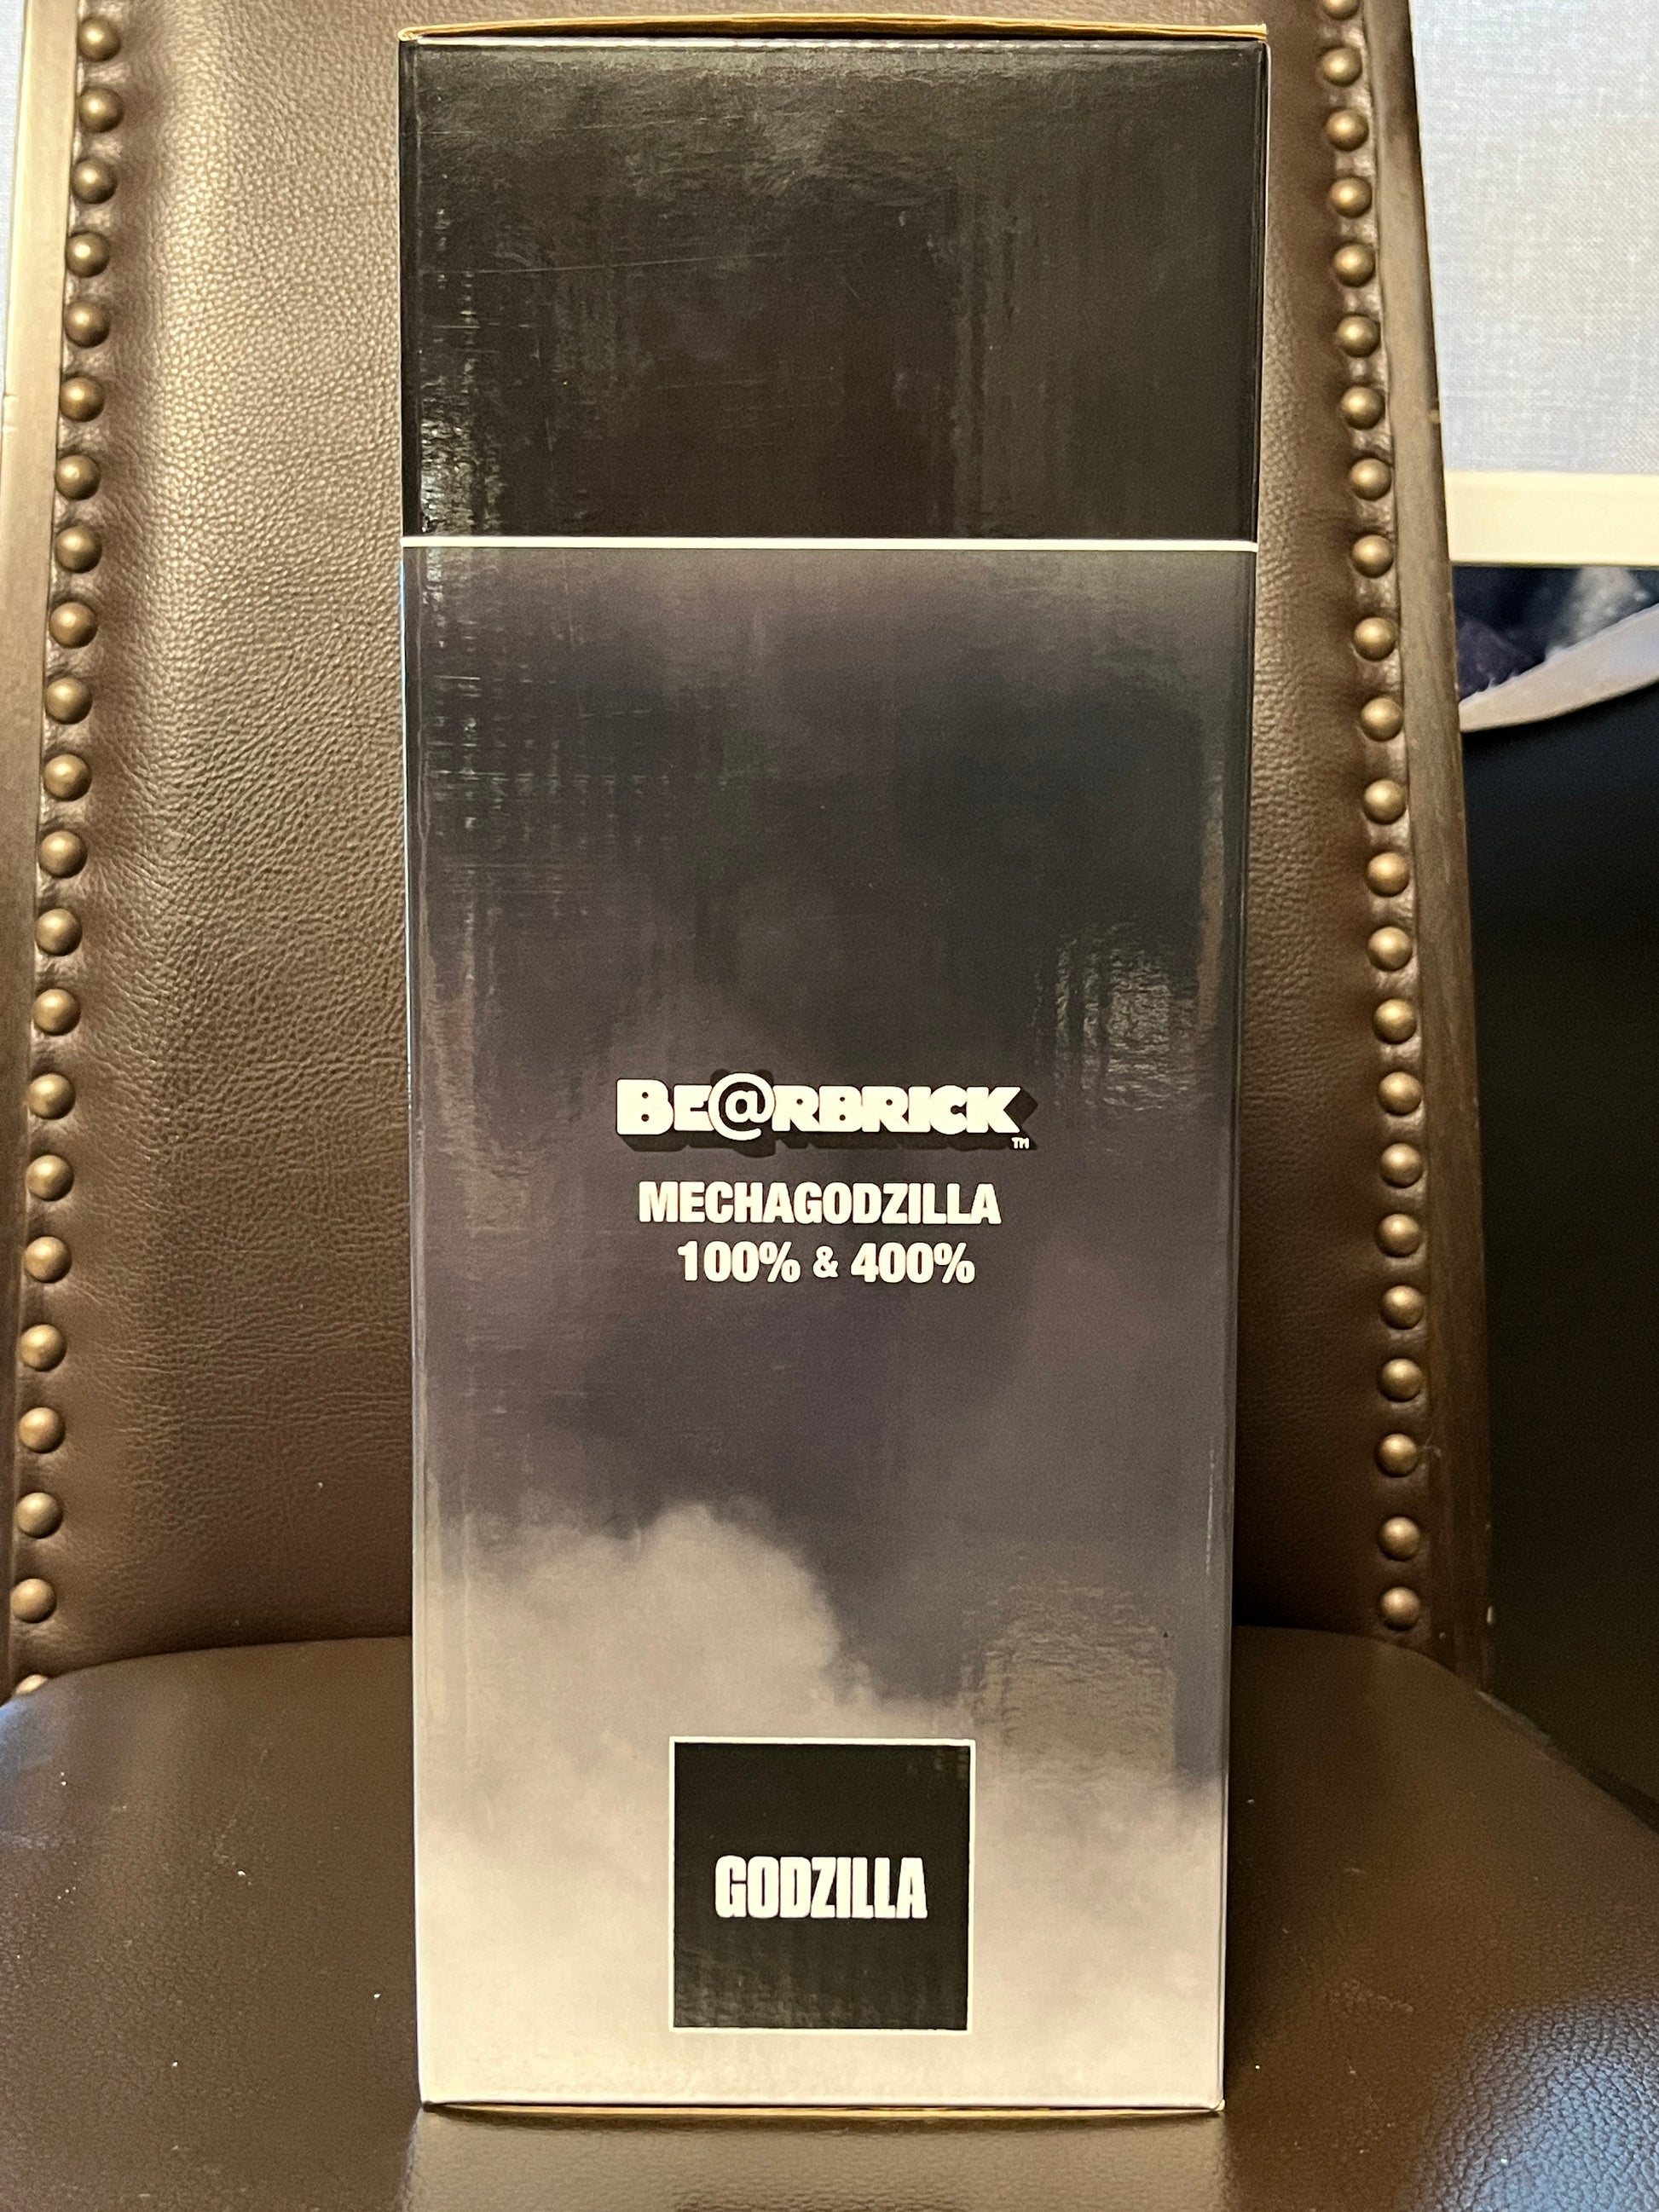 BE@RBRICK™
MECHAGODZILLA
100% & 400%
GODZILLA